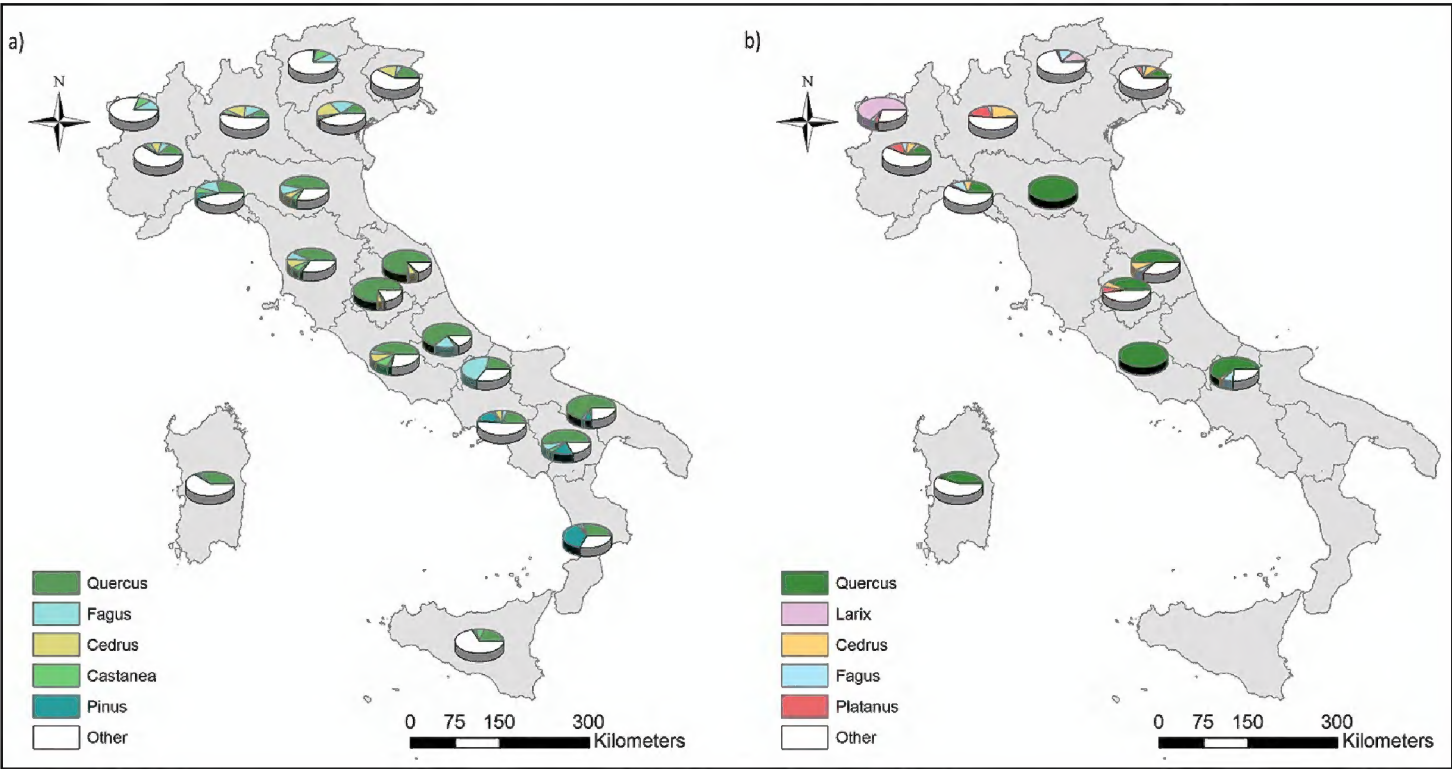 a)
N
Quercus
Fagus
Cedrus
Castanea
Pinus
Other
0 75 150 300
Kilometers
b)
N
Quercus
Larix
Cedrus
Fagus
Platanus
Other
0 75 150 300
Kilometers